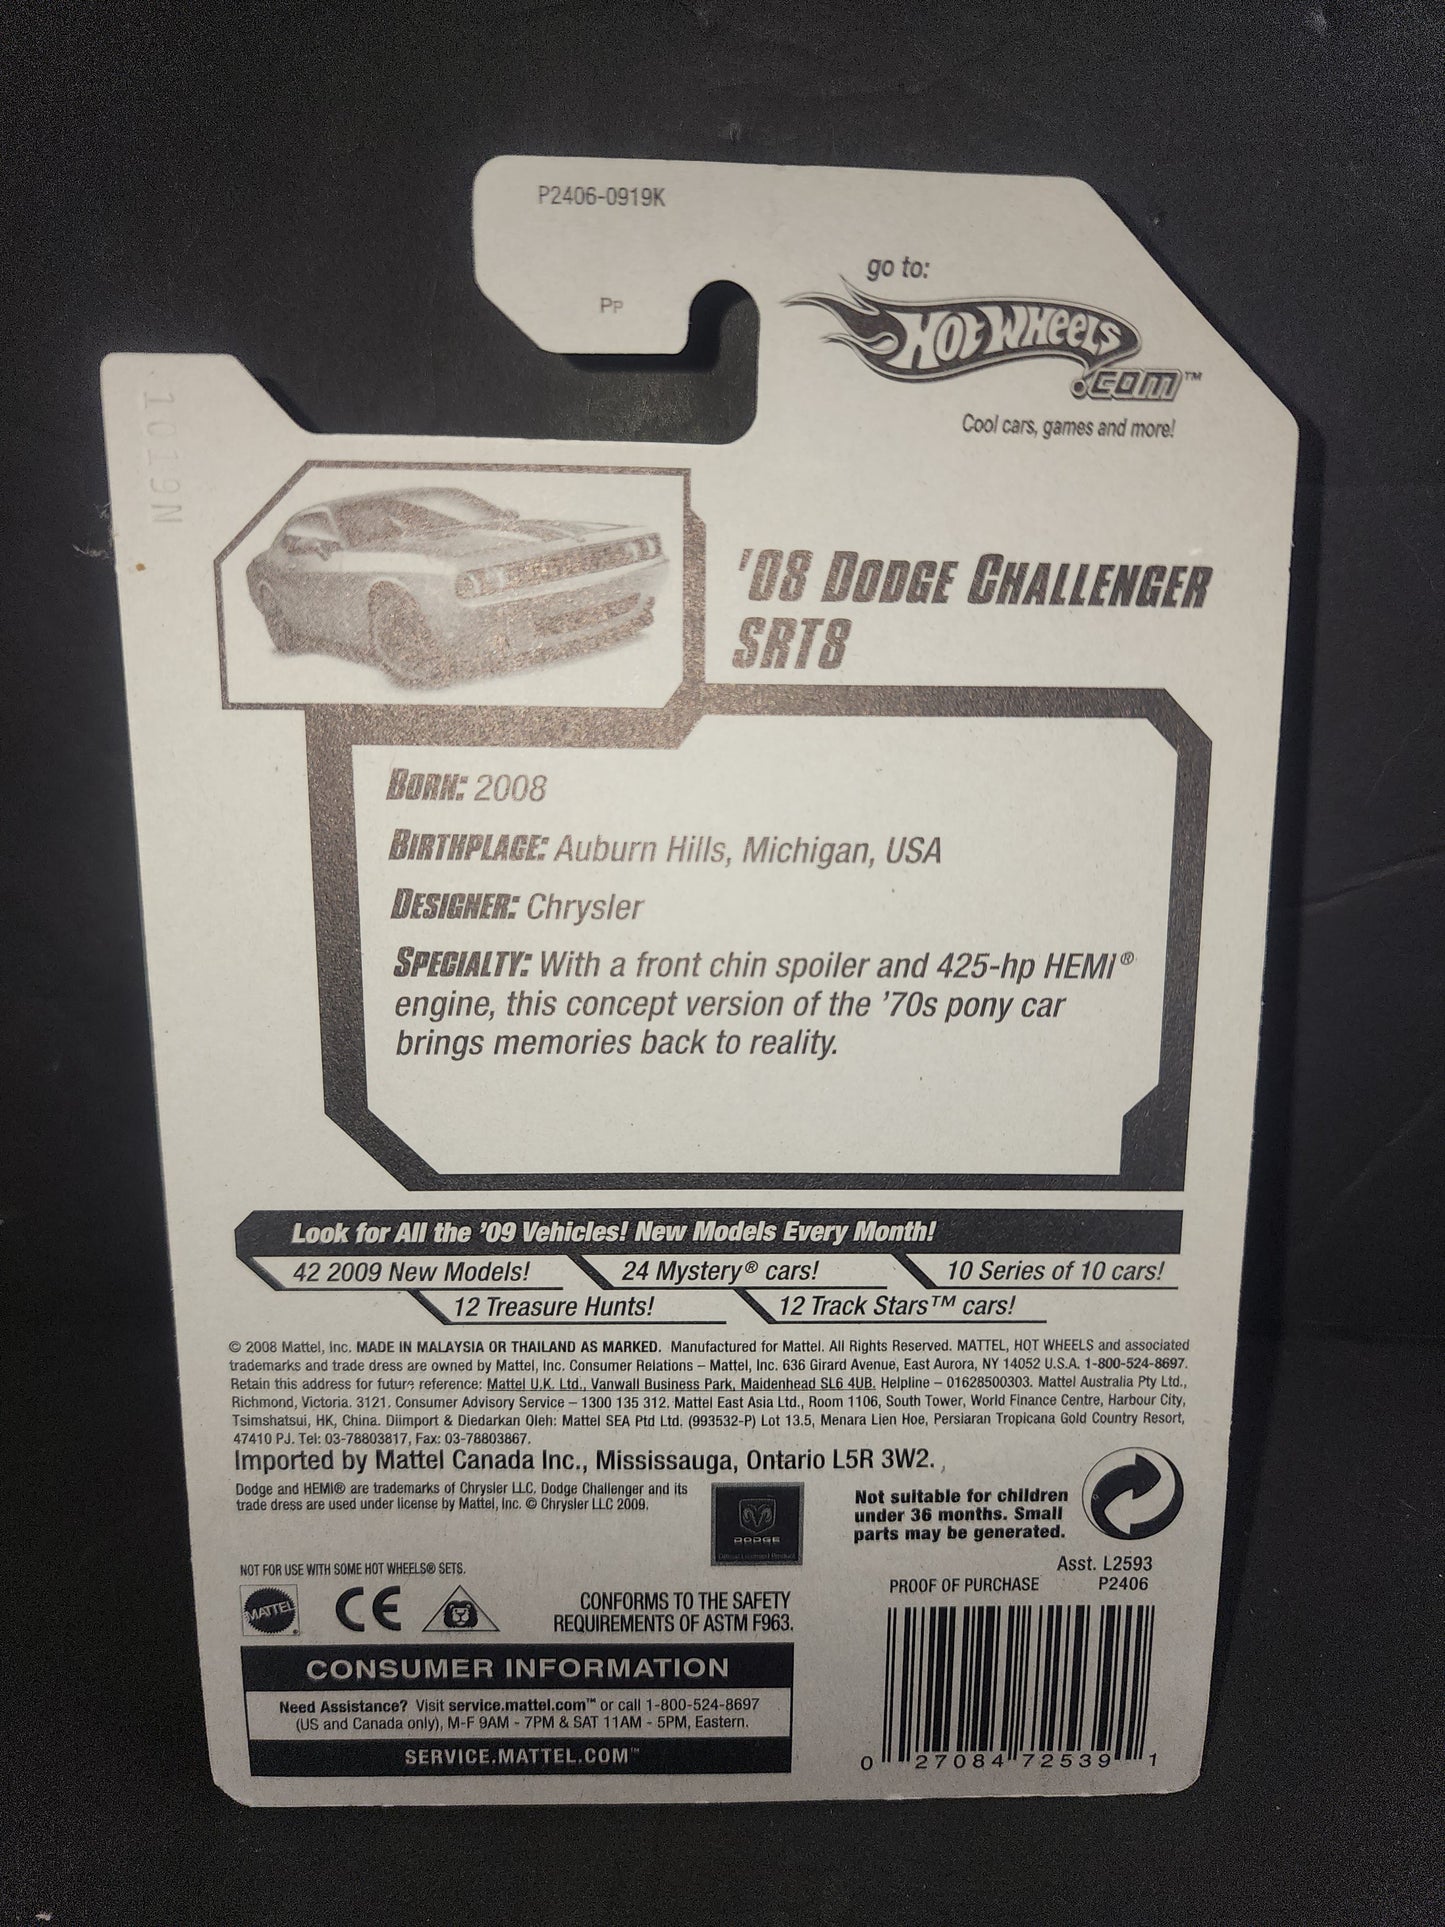 P2406-0919K
PP
go to:
HOT WHEELS
.COM™
Cool cars, games and more!
1019N
'08 DODGE CHALLENGER
SRT8
BORN: 2008
BIRTHPLACE: Auburn Hills, Michigan, USA
DESIGNER: Chrysler
SPECIALTY: With a front chin spoiler and 425-hp HEMI®
engine, this concept version of the '70s pony car
brings memories back to reality.
Look for All the '09 Vehicles! New Models Every Month!
42 2009 New Models! 24 Mystery® cars! 10 Series of 10 cars!
12 Treasure Hunts! 12 Track Stars™ cars!
© 2008 Mattel, Inc. MADE IN MALAYSIA OR THAILAND AS MARKED. Manufactured for Mattel. All Rights Reserved. MATTEL, HOT WHEELS and associated
trademarks and trade dress are owned by Mattel, Inc. Consumer Relations – Mattel, Inc. 636 Girard Avenue, East Aurora, NY 14052 U.S.A. 1-800-524-8697.
Retain this address for future reference: Mattel U.K. Ltd., Vanwall Business Park, Maidenhead SL6 4UB. Helpline – 01628500303. Mattel Australia Pty Ltd.,
Richmond, Victoria. 3121. Consumer Advisory Service – 1300 135 312. Mattel East Asia Ltd., Room 1106, South Tower, World Finance Centre, Harbour City,
Tsimshatsui, HK, China. Diimport & Diedarkan Oleh: Mattel SEA Ptd Ltd. (993532-P) Lot 13.5, Menara Lien Hoe, Persiaran Tropicana Gold Country Resort,
47410 PJ. Tel: 03-78803817, Fax: 03-78803867.
Imported by Mattel Canada Inc., Mississauga, Ontario L5R 3W2.
Dodge and HEMI® are trademarks of Chrysler LLC. Dodge Challenger and its
trade dress are used under license by Mattel, Inc. © Chrysler LLC 2009.
DODGE
Official Licensed Product
Not suitable for children
under 36 months. Small
parts may be generated.
NOT FOR USE WITH SOME HOT WHEELS® SETS.
Asst. L2593
PROOF OF PURCHASE P2406
MATTEL®
CE
CONFORMS TO THE SAFETY
REQUIREMENTS OF ASTM F963.
CONSUMER INFORMATION
Need Assistance? Visit service.mattel.com™ or call 1-800-524-8697
(US and Canada only), M-F 9AM - 7PM & SAT 11AM - 5PM, Eastern.
SERVICE.MATTEL.COM™
0 27084 72539 1